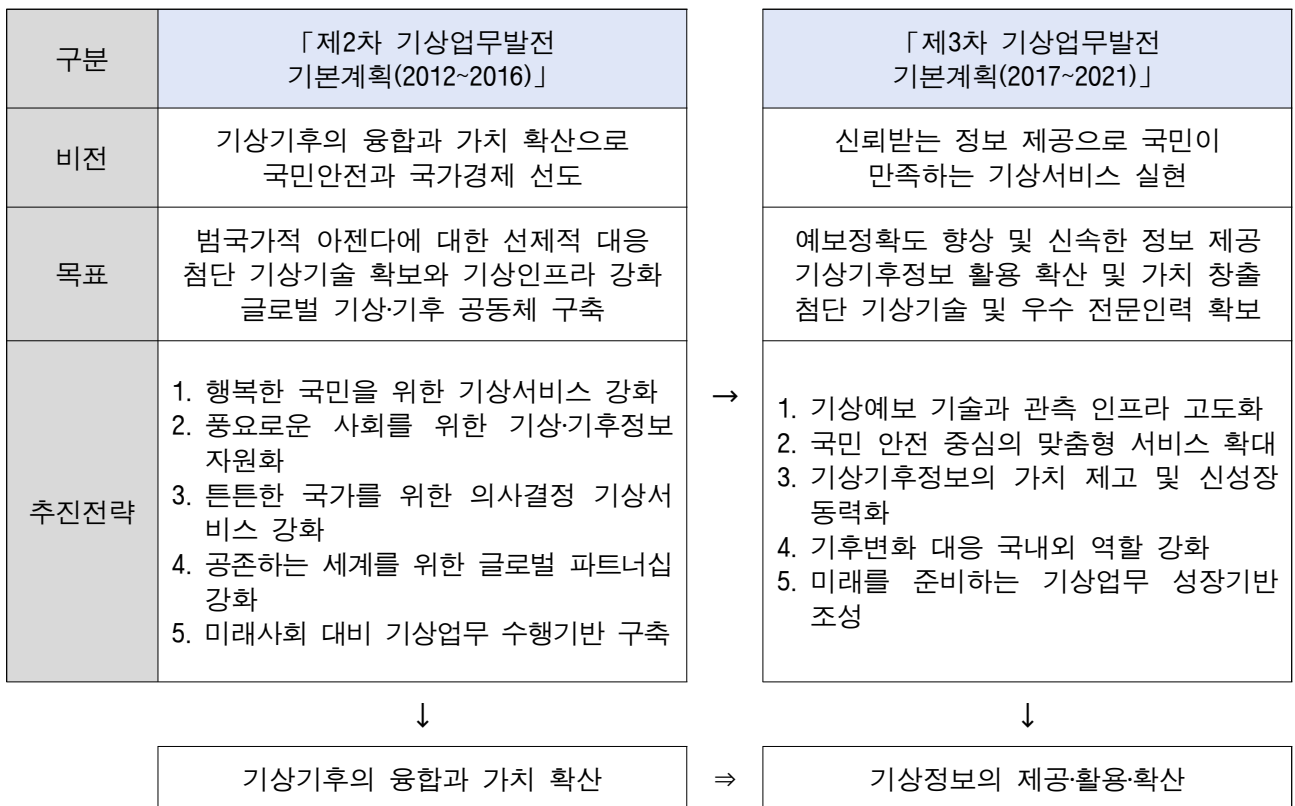 구분
「제2차 기상업무발전
기본계획(2012~2016)」
「제3차 기상업무발전
기본계획(2017~2021)」
비전
기상기후의 융합과 가치 확산으로
국민안전과 국가경제 선도
신뢰받는 정보 제공으로 국민이
만족하는 기상서비스 실현
목표
범국가적 아젠다에 대한 선제적 대응
첨단 기상기술 확보와 기상인프라 강화
글로벌 기상·기후 공동체 구축
예보정확도 향상 및 신속한 정보 제공
기상기후정보 활용 확산 및 가치 창출
첨단 기상기술 및 우수 전문인력 확보
추진전략
1. 행복한 국민을 위한 기상서비스 강화
2. 풍요로운 사회를 위한 기상·기후정보
자원화
3. 튼튼한 국가를 위한 의사결정 기상서
비스 강화
4. 공존하는 세계를 위한 글로벌 파트너십
강화
5. 미래사회 대비 기상업무 수행기반 구축
→
1. 기상예보 기술과 관측 인프라 고도화
2. 국민 안전 중심의 맞춤형 서비스 확대
3. 기상기후정보의 가치 제고 및 신성장
동력화
4. 기후변화 대응 국내외 역할 강화
5. 미래를 준비하는 기상업무 성장기반
조성
↓
↓
기상기후의 융합과 가치 확산
⇒
기상정보의 제공·활용·확산